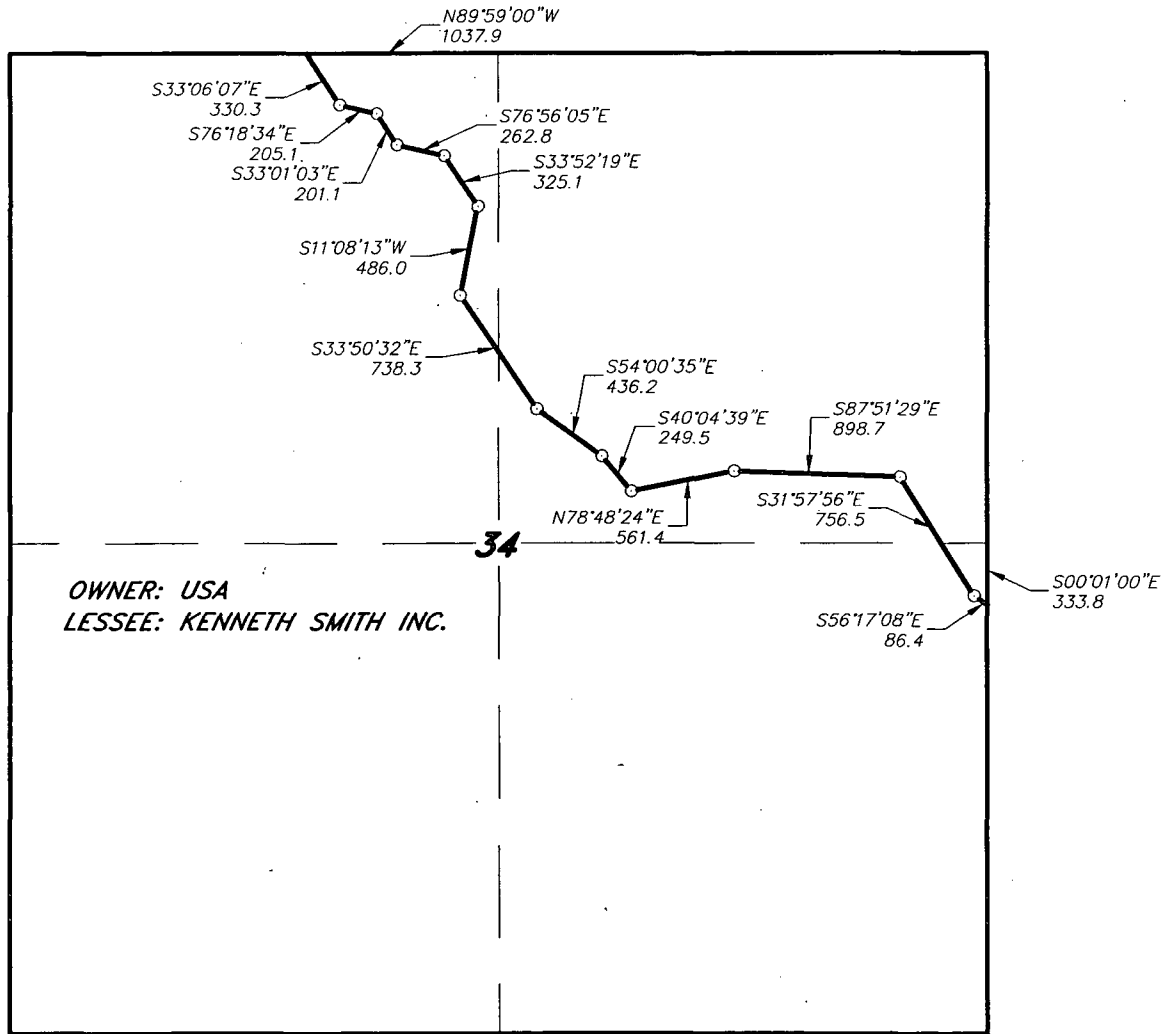 N89°59'00"W
1037.9
S33°06'07"E
330.3
S76°18'34"E
205.1
S33°01'03"E
201.1
S76°56'05"E
262.8
S33°52'19"E
325.1
S11°08'13"W
486.0
S33°50'32"E
738.3
S54°00'35"E
436.2
S40°04'39"E
249.5
S87°51'29"E
898.7
N78°48'24"E
561.4
S31°57'56"E
756.5
34
S00°01'00"E
333.8
S56°17'08"E
86.4
OWNER: USA
LESSEE: KENNETH SMITH INC.